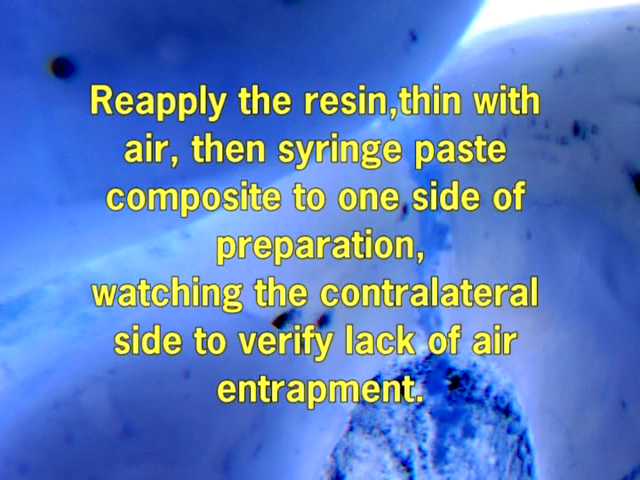 Reapply the resin,thin with
air, then syringe paste
composite to one side of
preparation,
watching the contralateral
side to verify lack of air
entrapment.